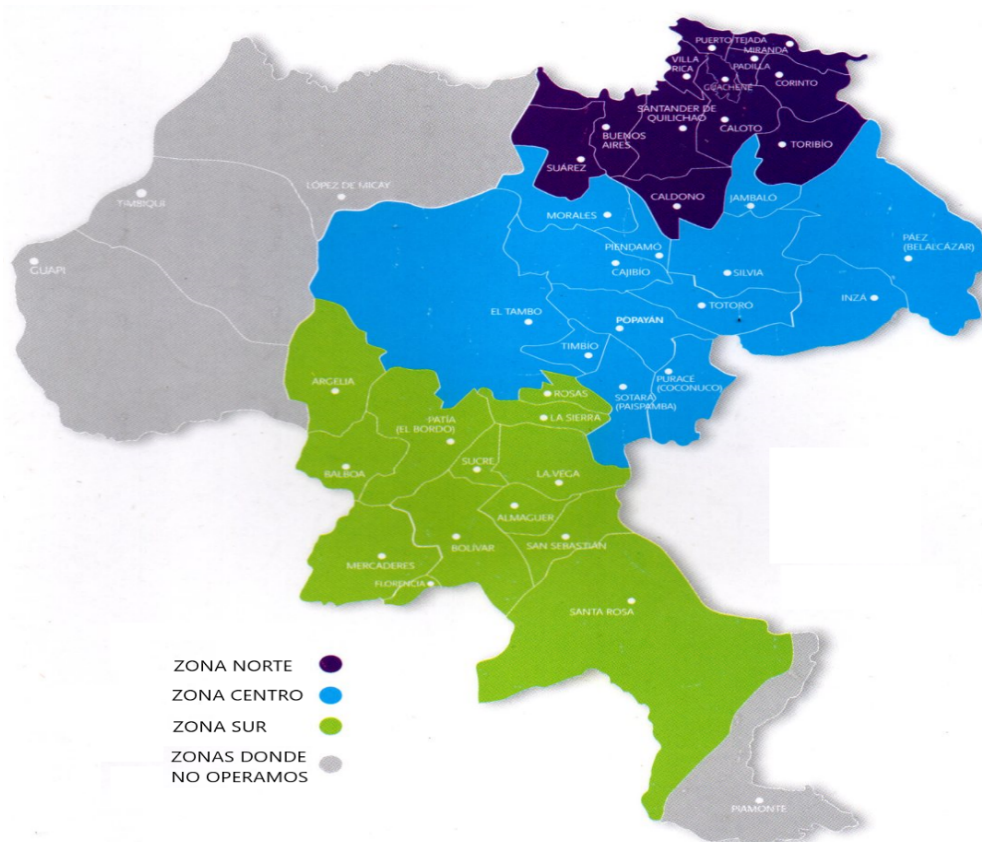 PUERTO TEJADA
MIRANDA
VILLA
RICA
PADILLA
GUACHENÉ
CORINTO
SANTANDER DE
QUILICHAO
CALOTO
BUENOS
AIRES
TORIBÍO
SUÁREZ
CALDONO
JAMBALO
LÓPEZ DE MICAY
TIMBIQUÍ
GUAPI
MORALES
PIENDAMÓ
CAJIBÍO
SILVIA
PÁEZ
(BELALCÁZAR)
INZÁ
TOTORÓ
EL TAMBO
POPAYÁN
TIMBÍO
PURACÉ
(COCONUCO)
SOTARÁ
(PAISPAMBA)
ROSAS
ARGELIA
LA SIERRA
PATÍA
(EL BORDO)
SUCRE
BALBOA
LA VEGA
ALMAGUER
BOLÍVAR
SAN SEBASTIÁN
MERCADERES
FLORENCIA
SANTA ROSA
PIAMONTE
ZONA NORTE
ZONA CENTRO
ZONA SUR
ZONAS DONDE
NO OPERAMOS